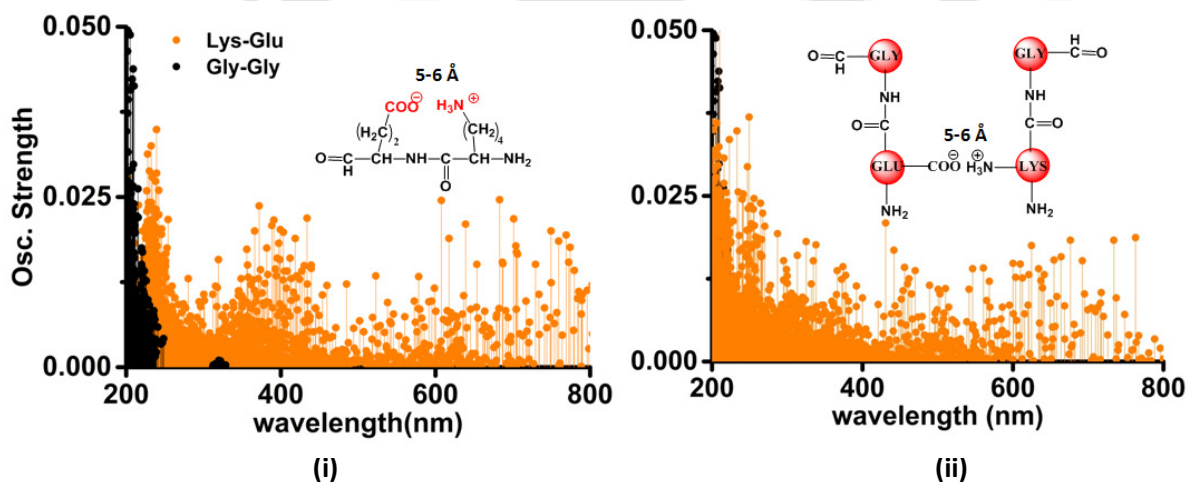 0.050
0.025
0.000
Osc. Strength
Lys-Glu
Gly-Gly
5-6 Å
COO⊖ H₃N⊕
(H₂C)₂ (CH₂)₄
O=C—CH—NH—C—CH—NH₂
H
O
200 400 600 800
wavelength(nm)
(i)
0.050
0.025
0.000
O=C GLY GLY C=O
H H
NH NH
O=C C=O
5-6 Å
GLU COO⊖ H₃N⊕ LYS
NH₂ NH₂
200 400 600 800
wavelength (nm)
(ii)